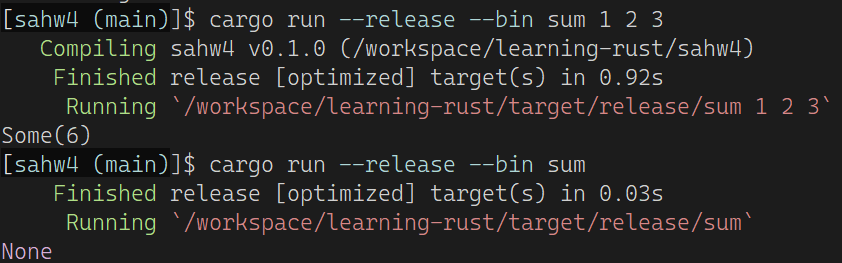 [sahw4 (main)]$ cargo run --release --bin sum 1 2 3
   Compiling sahw4 v0.1.0 (/workspace/learning-rust/sahw4)
    Finished release [optimized] target(s) in 0.92s
     Running `/workspace/learning-rust/target/release/sum 1 2 3`
Some(6)
[sahw4 (main)]$ cargo run --release --bin sum
    Finished release [optimized] target(s) in 0.03s
     Running `/workspace/learning-rust/target/release/sum`
None